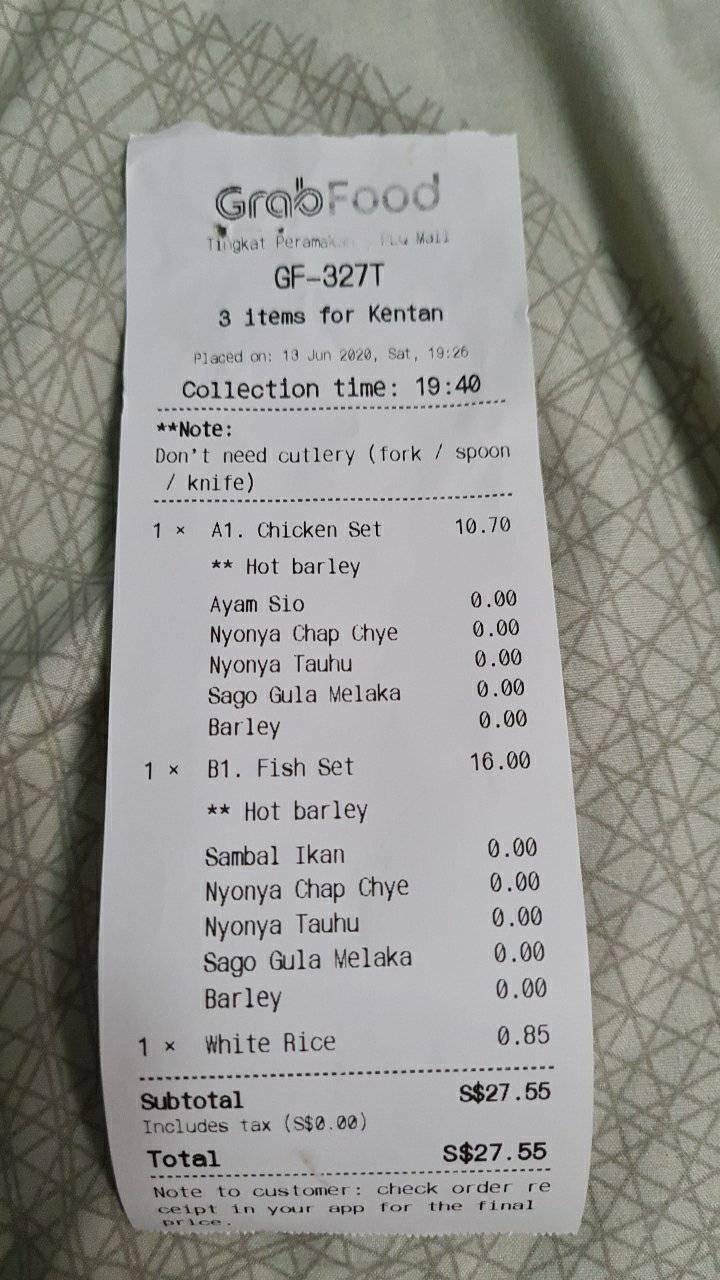 GrabFood
Tingkat Mall
GF-327T
3 items for Kentan
Placed on: 13 Jun 2020, Sat, 19:26
Collection time: 19:40
**Note:
Don't need cutlery (fork / spoon
/ knife)
1 × A1. Chicken Set 10.70
** Hot barley
Ayam Sio 0.00
Nyonya Chap Chye 0.00
Nyonya Tauhu 0.00
Sago Gula Melaka 0.00
Barley 0.00
1 × B1. Fish Set 16.00
** Hot barley
Sambal Ikan 0.00
Nyonya Chap Chye 0.00
Nyonya Tauhu 0.00
Sago Gula Melaka 0.00
Barley 0.00
1 × White Rice 0.85
Subtotal S$27.55
Includes tax (S$0.00)
Total S$27.55
Note to customer: check order re
ceipt in your app for the final
price.